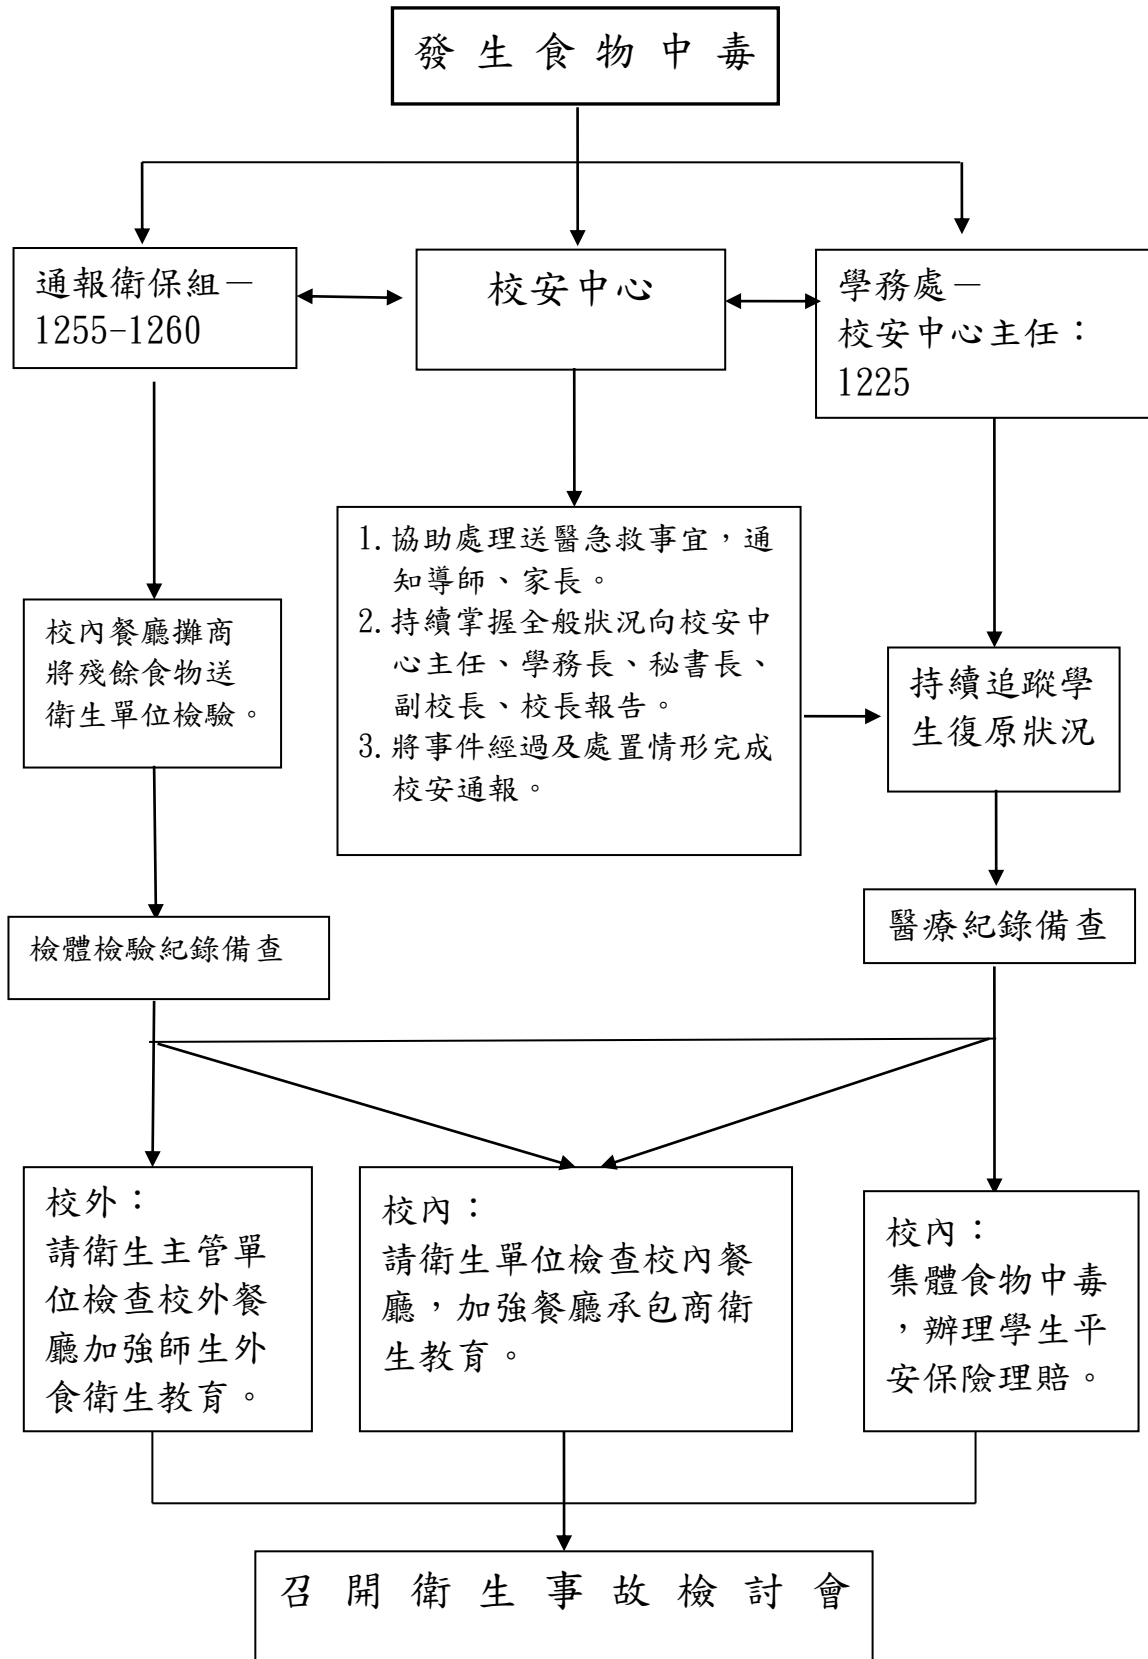 發生食物中毒
通報衛保組－
1255-1260
校安中心
學務處－
校安中心主任：
1225
1.協助處理送醫急救事宜，通
知導師、家長。
2.持續掌握全般狀況向校安中
心主任、學務長、秘書長、
副校長、校長報告。
3.將事件經過及處置情形完成
校安通報。
校內餐廳攤商
將殘餘食物送
衛生單位檢驗。
持續追蹤學
生復原狀況
檢體檢驗紀錄備查
醫療紀錄備查
校外：
請衛生主管單
位檢查校外餐
廳加強師生外
食衛生教育。
校內：
請衛生單位檢查校內餐
廳，加強餐廳承包商衛
生教育。
校內：
集體食物中毒
，辦理學生平
安保險理賠。
召開衛生事故檢討會